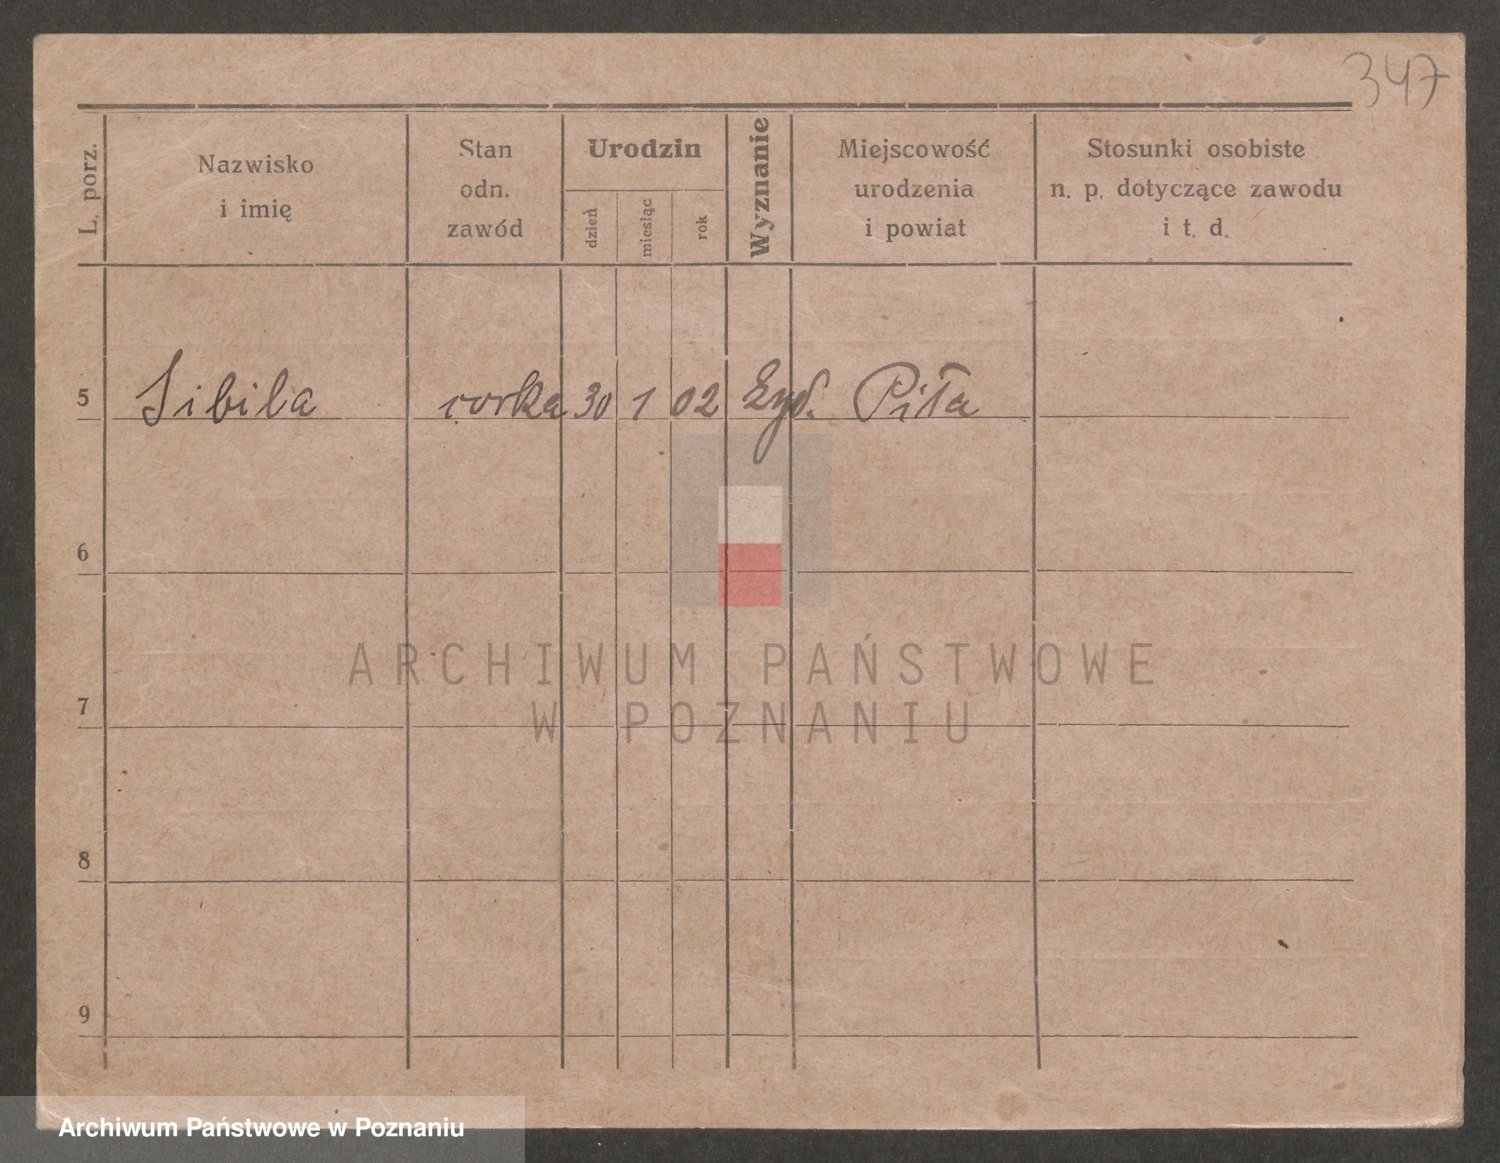 347
L. porz.
Nazwisko
i imię
Stan
odn.
zawód
Urodzin
dzień
miesiąc
rok
Wyznanie
Miejscowość
urodzenia
i powiat
Stosunki osobiste
n. p. dotyczące zawodu
i t. d.
5 Sibila corka 30 1 02 żyd. Piła
6
7
8
9
ARCHIWUM PAŃSTWOWE
W POZNANIU
Archiwum Państwowe w Poznaniu